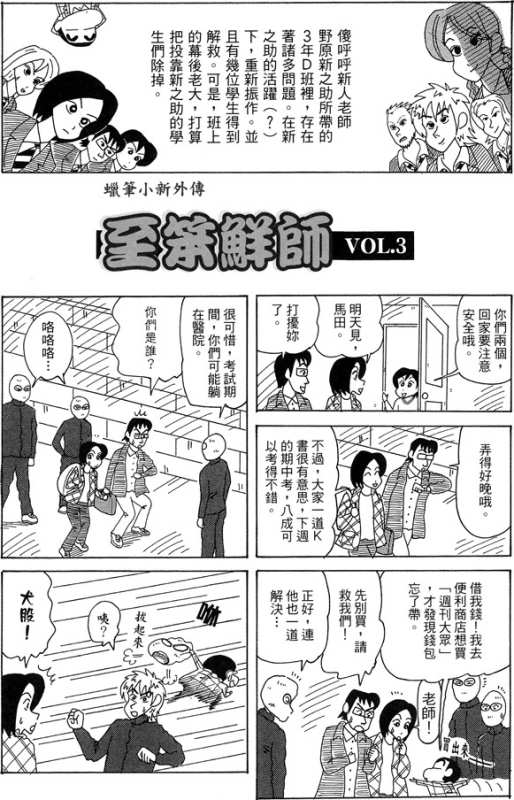 傻呼呼新人老師
野原新之助所帶的
3年D班裡，存在
著諸多問題。在新
之助的活躍（？）
下，重新振作。並
且有幾位學生得到
解救。可是，班上
的幕後老大，打算
把投靠新之助的學
生們除掉。
蠟筆小新外傳
至笨鮮師
VOL.3
你們兩個，
回家要注意
安全哦。
明天見，
馬田。
打擾妳
了。
弄得好晚哦。
不過，大家一道K
書很有意思，下週
的期中考，八成可
以考得不錯。
很可惜，考試期
間，你們可能躺
在醫院。
你們是誰？
咯咯咯…
借我錢！我去
便利商店想買
「週刊大眾」
，才發現錢包
忘了帶。
先別買，請
救我們！
正好，連
他也一道
解決…
老師！
冒出來
拔起來
咦？
犬股！